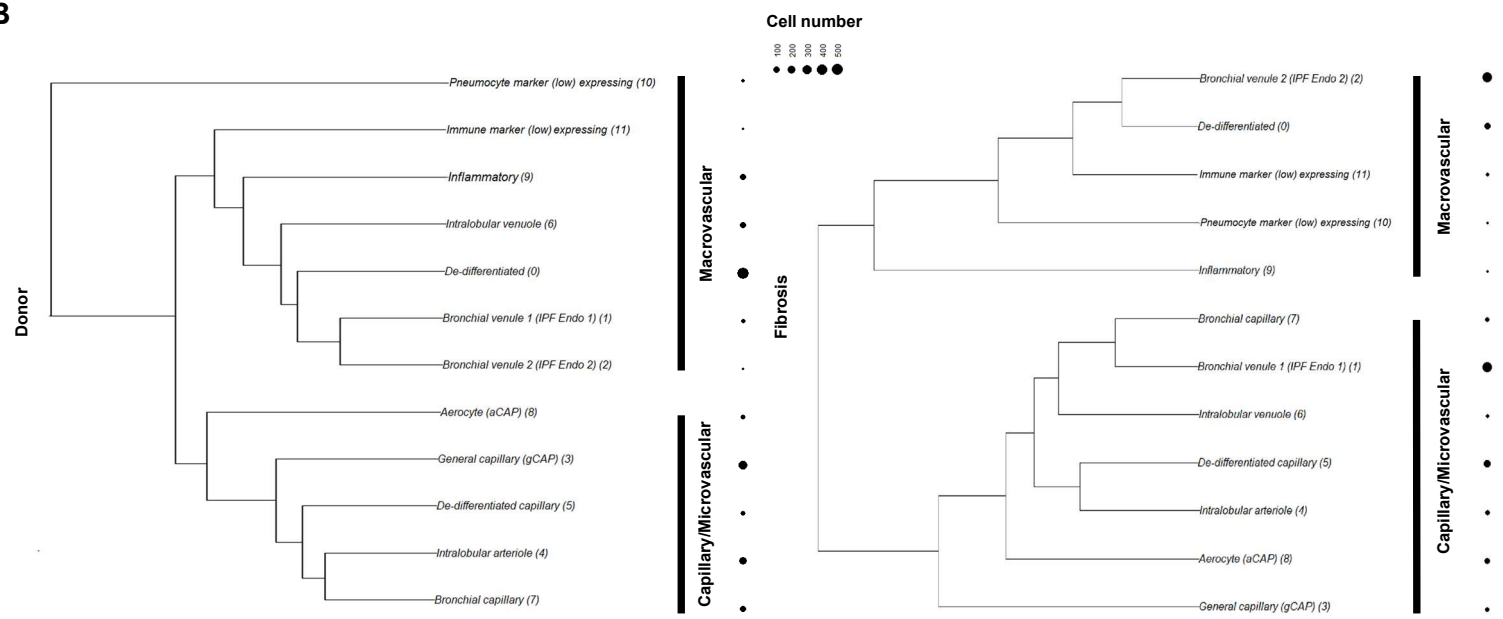 B
Cell number
100
200
300
400
500
Donor
Pneumocyte marker (low) expressing (10)
Immune marker (low) expressing (11)
Inflammatory (9)
Intralobular venuole (6)
De-differentiated (0)
Bronchial venule 1 (IPF Endo 1) (1)
Bronchial venule 2 (IPF Endo 2) (2)
Aerocyte (aCAP) (8)
General capillary (gCAP) (3)
De-differentiated capillary (5)
Intralobular arteriole (4)
Bronchial capillary (7)
Macrovascular
Capillary/Microvascular
Fibrosis
Bronchial venule 2 (IPF Endo 2) (2)
De-differentiated (0)
Immune marker (low) expressing (11)
Pneumocyte marker (low) expressing (10)
Inflammatory (9)
Bronchial capillary (7)
Bronchial venule 1 (IPF Endo 1) (1)
Intralobular venuole (6)
De-differentiated capillary (5)
Intralobular arteriole (4)
Aerocyte (aCAP) (8)
General capillary (gCAP) (3)
Macrovascular
Capillary/Microvascular